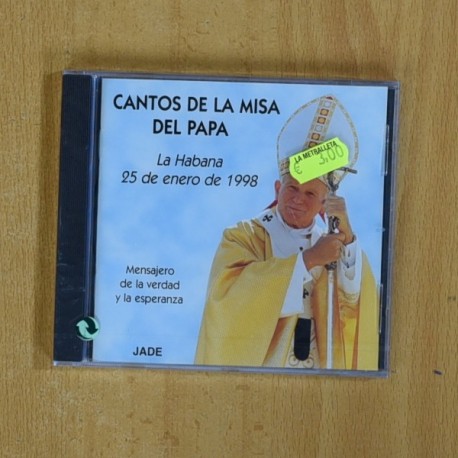 CANTOS DE LA MISA
DEL PAPA
La Habana
25 de enero de 1998
LA METRALLETA
€ 3,00
Mensajero
de la verdad
y la esperanza
JADE